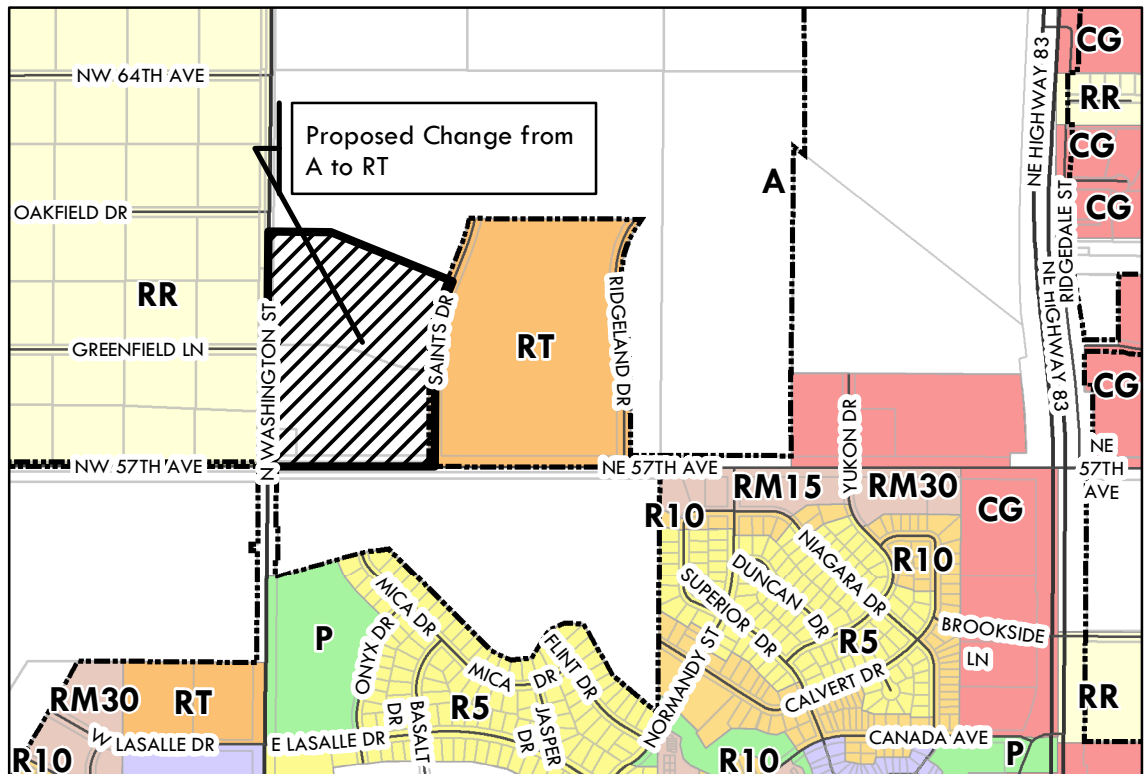 CG
NW 64TH AVE
RR
NE HIGHWAY 83
Proposed Change from
A to RT
CG
A
RIDGEDALE ST
CG
OAKFIELD DR
RR
N WASHINGTON ST
SAINTS DR
RT
RIDGELAND DR
NE HIGHWAY 83
GREENFIELD LN
CG
YUKON DR
NW 57TH AVE
NE 57TH AVE
NE
57TH
AVE
RM15
RM30
CG
R10
NIAGARA DR
R10
DUNCAN DR
SUPERIOR DR
MICA DR
P
ONYX DR
FLINT DR
NORMANDY ST
R5
BROOKSIDE
LN
MICA DR
CALVERT DR
RM30
RT
R5
RR
BASALT
DR
JASPER
DR
W LASALLE DR
E LASALLE DR
CANADA AVE
R10
R10
P